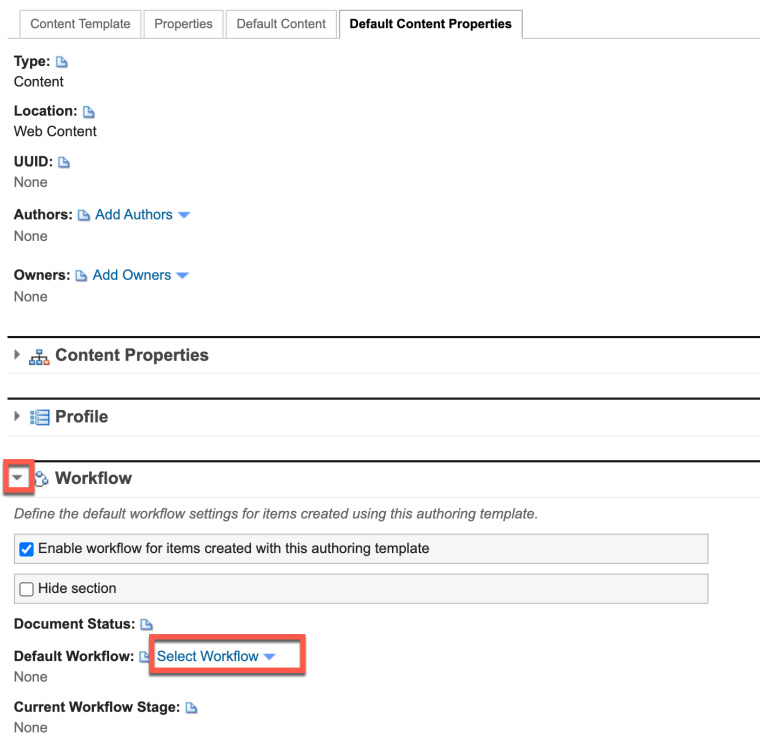 Content Template Properties Default Content Default Content Properties
Type:
Content
Location:
Web Content
UUID:
None
Authors: Add Authors
None
Owners: Add Owners
None
Content Properties
Profile
Workflow
Define the default workflow settings for items created using this authoring template.
Enable workflow for items created with this authoring template
Hide section
Document Status:
Default Workflow: Select Workflow
None
Current Workflow Stage:
None